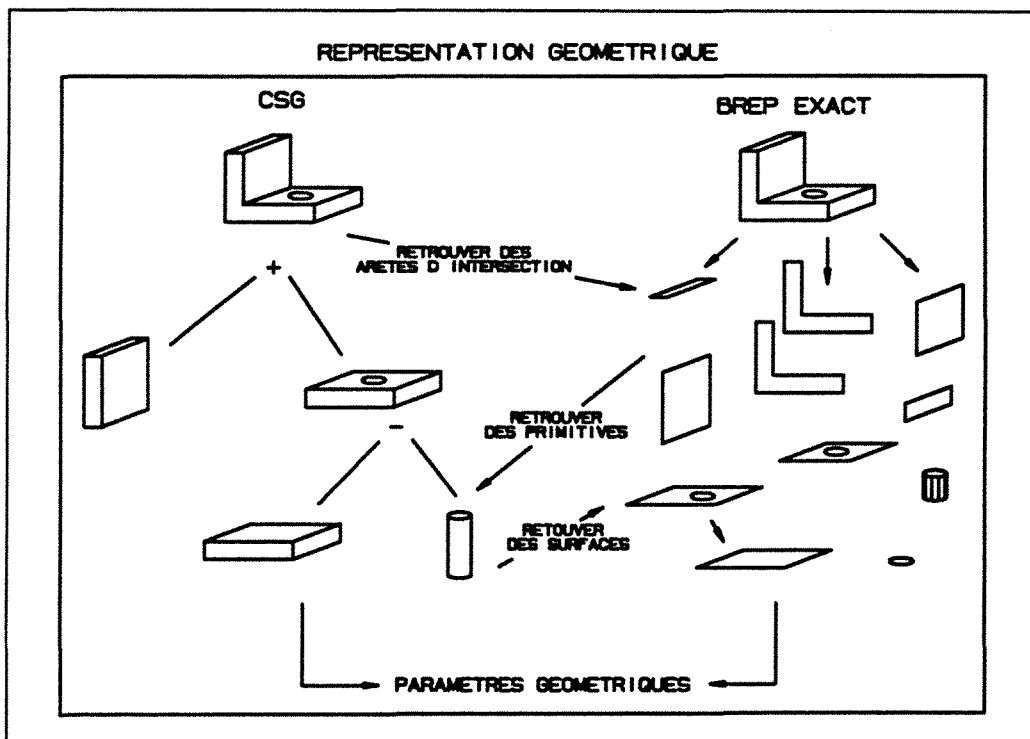 REPRESENTATION GEOMETRIQUE
CSG
BREP EXACT
RETROUVER DES
ARETES D INTERSECTION
+
RETROUVER
DES PRIMITIVES
-
RETOUVER
DES SURFACES
PARAMETRES GEOMETRIQUES